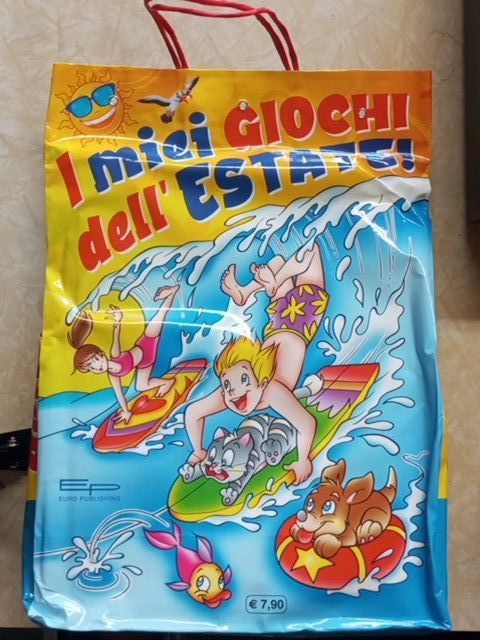 I miei GIOCHI
dell'ESTATE!
EP
EURO PUBLISHING
€ 7,90